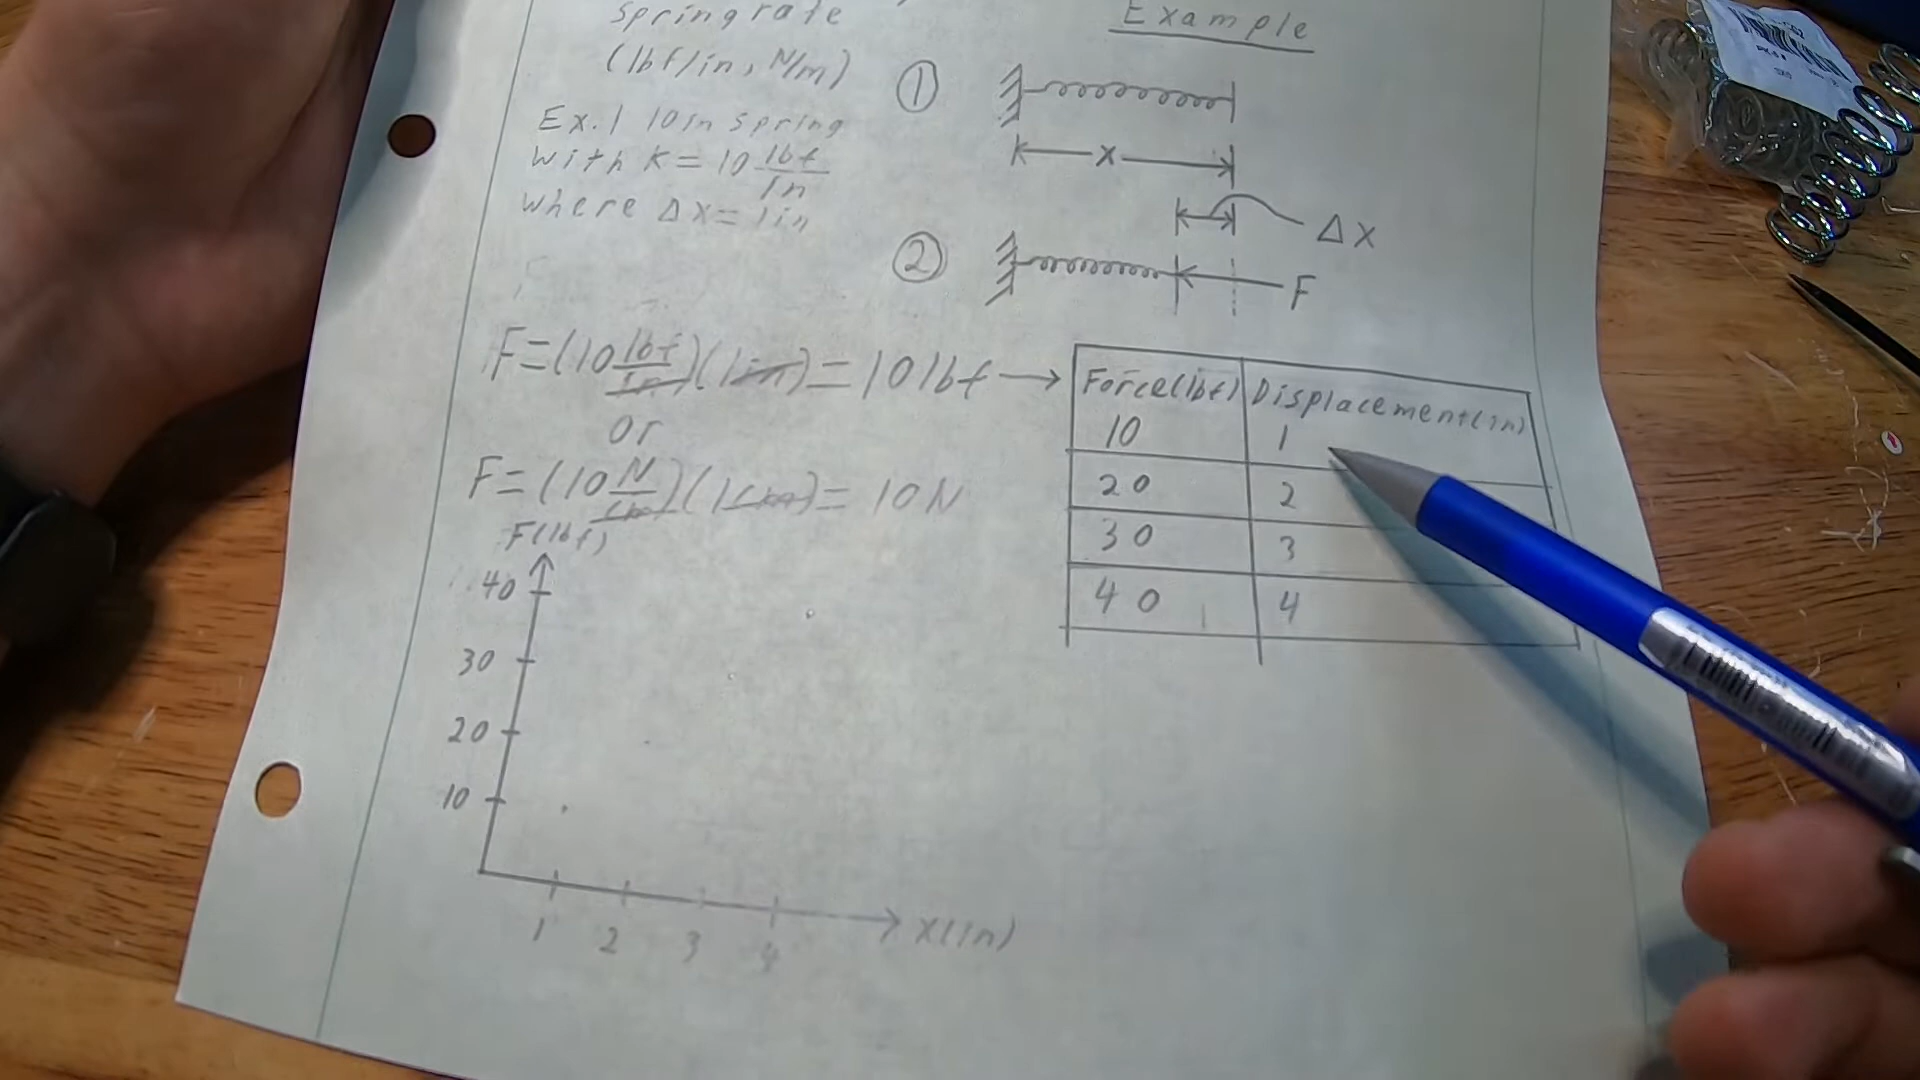 Spring rate
(lbf/in, N/m)
Ex. 1 10in spring
with K = 10 lbf/in
where Δx = 1in
F = (10 lbf/in)(1in) = 10 lbf →
or
F = (10 N/cm)(1cm) = 10 N
Example
①
x
Δx
②
F
Force(lbf) Displacement(in)
10 1
20 2
30 3
40 4
F(lbf)
40
30
20
10
1 2 3 4 x(in)